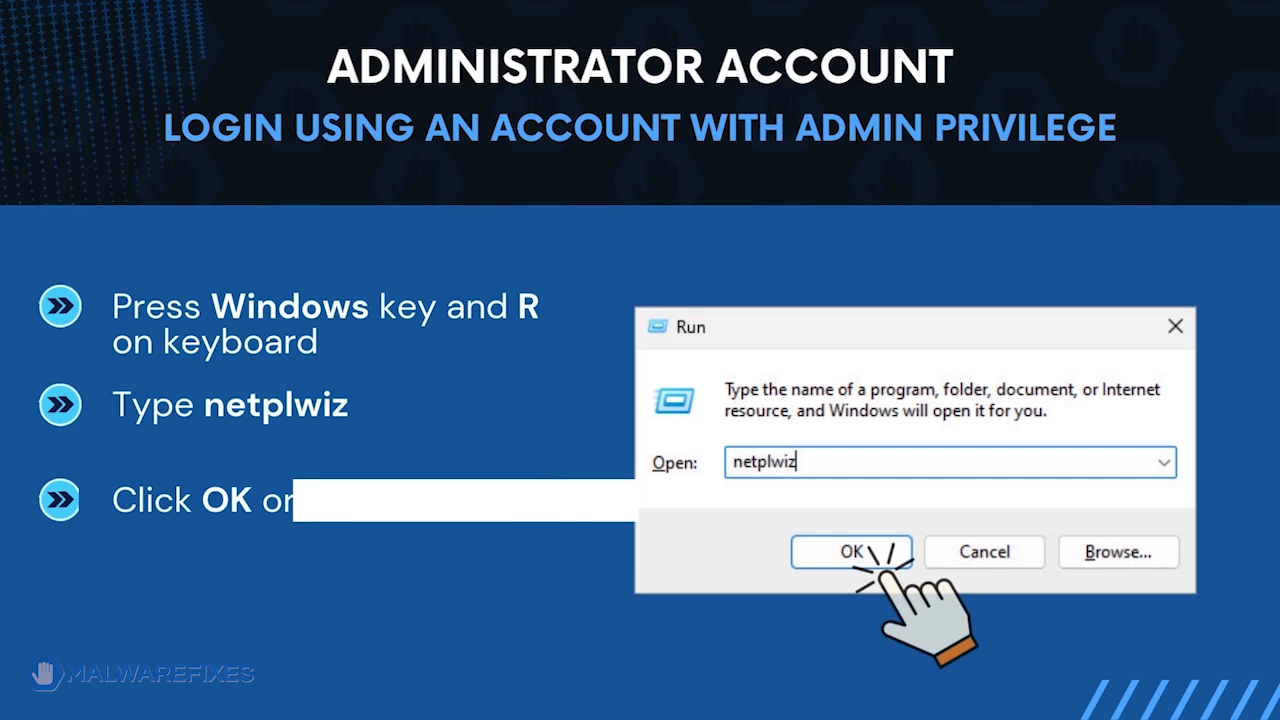 ADMINISTRATOR ACCOUNT
LOGIN USING AN ACCOUNT WITH ADMIN PRIVILEGE
Press Windows key and R
on keyboard
Type netplwiz
Click OK or
Run
Type the name of a program, folder, document, or Internet
resource, and Windows will open it for you.
Open:
netplwiz
OK
Cancel
Browse...
MALWAREFIXES